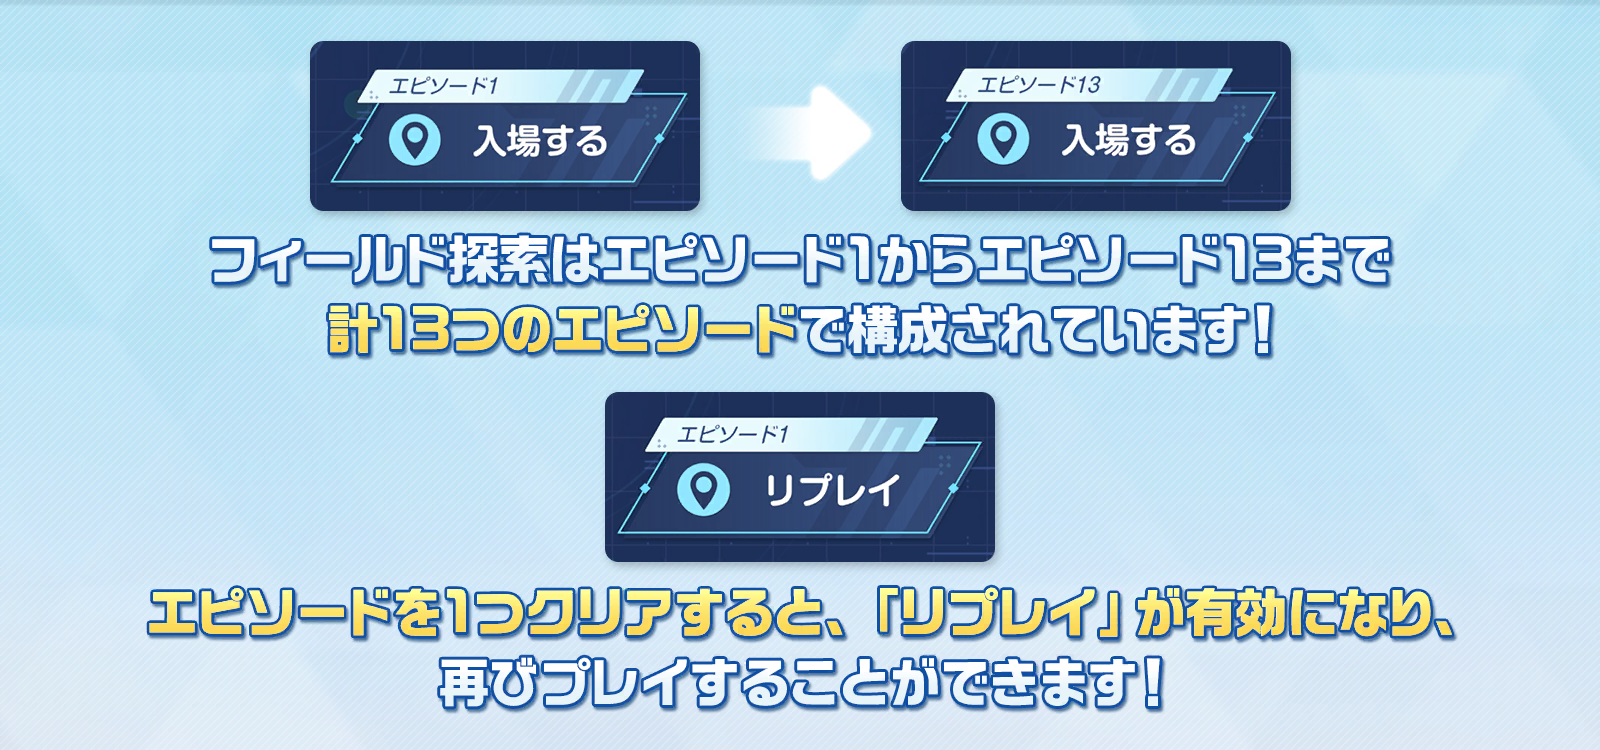 エピソード1
入場する
エピソード13
入場する
フィールド探索はエピソード1からエピソード13まで
計13つのエピソードで構成されています!
エピソード1
リプレイ
エピソードを1つクリアすると、「リプレイ」が有効になり、
再びプレイすることができます!